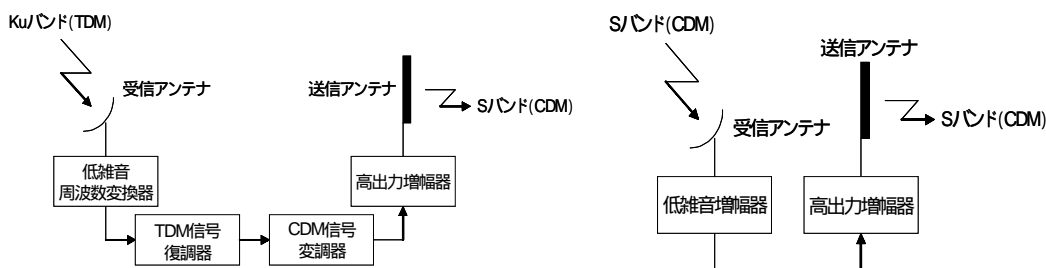 Kuバンド(TDM)
受信アンテナ
送信アンテナ
Sバンド(CDM)
低雑音
周波数変換器
高出力増幅器
TDM信号
復調器
CDM信号
変調器
Sバンド(CDM)
送信アンテナ
受信アンテナ
Sバンド(CDM)
低雑音増幅器
高出力増幅器